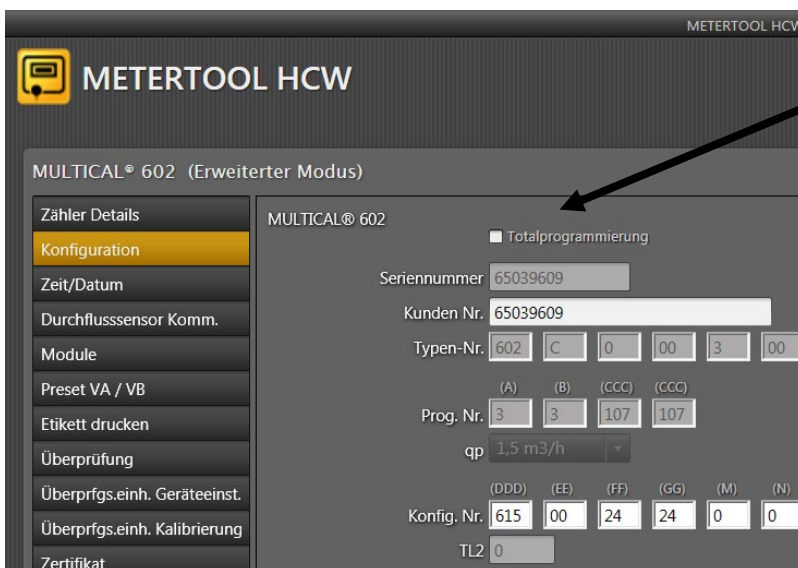 METERTOOL HCW
METERTOOL HCW
MULTICAL® 602 (Erweiterter Modus)
Zähler Details
Konfiguration
Zeit/Datum
Durchflusssensor Komm.
Module
Preset VA / VB
Etikett drucken
Überprüfung
Überprfgs.einh. Geräteeinst.
Überprfgs.einh. Kalibrierung
Zertifikat
MULTICAL® 602
Totalprogrammierung
Seriennummer 65039609
Kunden Nr. 65039609
Typen-Nr. 602 C 0 00 3 00
(A) (B) (CCC) (CCC)
Prog. Nr. 3 3 107 107
qp 1,5 m3/h
(DDD) (EE) (FF) (GG) (M) (N)
Konfig. Nr. 615 00 24 24 0 0
TL2 0